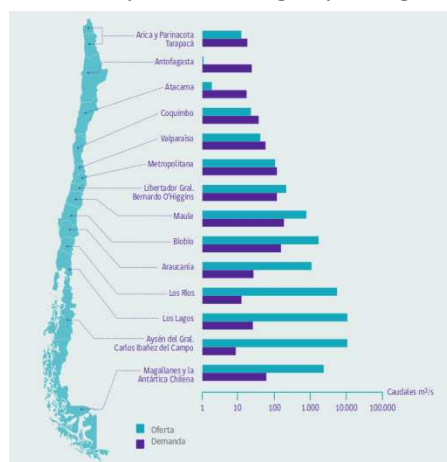 Arica y Parinacota
Tarapacá
Antofagasta
Atacama
Coquimbo
Valparaíso
Metropolitana
Libertador Gral.
Bernardo O'Higgins
Maule
Biobío
Araucanía
Los Ríos
Los Lagos
Aysén del Gral.
Carlos Ibañez del Campo
Magallanes y la
Antártica Chilena
Caudales m³/s
1 10 100 1.000 10.000 100.000
Oferta
Demanda